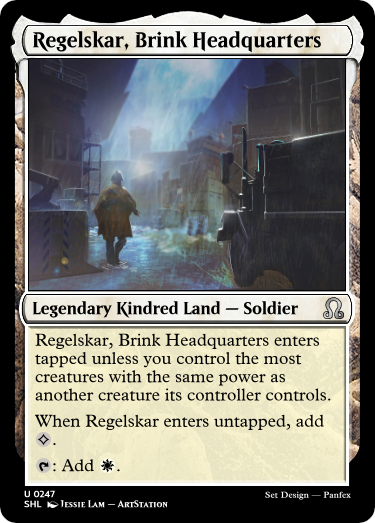 Regelskar, Brink Headquarters
Legendary Kindred Land — Soldier
Regelskar, Brink Headquarters enters
tapped unless you control the most
creatures with the same power as
another creature its controller controls.
When Regelskar enters untapped, add
.
: Add .
U 0247
SHL Jessie Lam — ArtStation
Set Design — Panfex